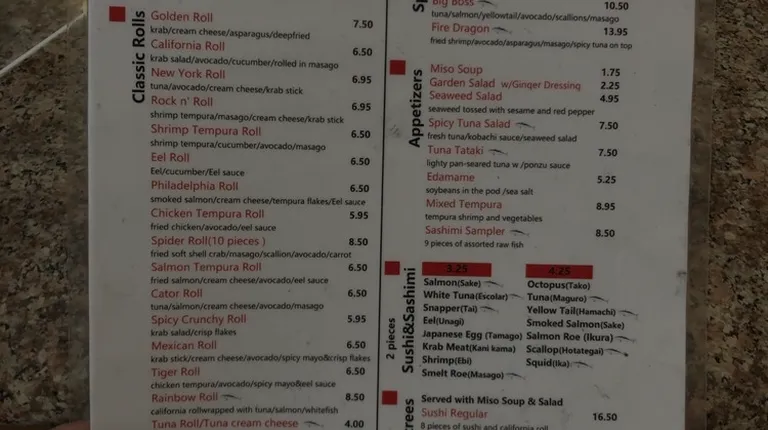 Classic Rolls
Golden Roll 7.50
krab/cream cheese/asparagus/deepfried
California Roll 6.50
krab salad/avocado/cucumber/rolled in masago
New York Roll 6.95
tuna/avocado/cream cheese/krab stick
Rock n' Roll 6.95
shrimp tempura/masago/cream cheese/krab stick
Shrimp Tempura Roll 6.50
shrimp tempura/cucumber/avocado/masago
Eel Roll 6.50
Eel/cucumber/Eel sauce
Philadelphia Roll 6.50
smoked salmon/cream cheese/tempura flakes/Eel sauce
Chicken Tempura Roll 5.95
fried chicken/avocado/eel sauce
Spider Roll(10 pieces ) 8.50
fried soft shell crab/masago/scallion/avocado/carrot
Salmon Tempura Roll 6.50
fried salmon/cream cheese/avocado/eel sauce
Cator Roll 6.50
tuna/salmon/cream cheese/avocado/masago
Spicy Crunchy Roll 5.95
krab salad/crisp flakes
Mexican Roll 6.50
krab stick/cream cheese/avocado/spicy mayo&crisp flakes
Tiger Roll 6.50
chicken tempura/avocado/spicy mayo&eel sauce
Rainbow Roll 8.50
california rollwrapped with tuna/salmon/whitefish
Tuna Roll/Tuna cream cheese 4.00
Big Boss 10.50
tuna/salmon/yellowtail/avocado/scallions/masago
Fire Dragon 13.95
fried shrimp/avocado/asparagus/masago/spicy tuna on top
Appetizers
Miso Soup 1.75
Garden Salad w/Ginger Dressing 2.25
Seaweed Salad 4.95
seaweed tossed with sesame and red pepper
Spicy Tuna Salad 7.50
fresh tuna/kobachi sauce/seaweed salad
Tuna Tataki 7.50
lighty pan-seared tuna w /ponzu sauce
Edamame 5.25
soybeans in the pod /sea salt
Mixed Tempura 8.95
tempura shrimp and vegetables
Sashimi Sampler 8.50
9 pieces of assorted raw fish
Sushi&Sashimi
2 pieces
3.25
Salmon(Sake)
White Tuna(Escolar)
Snapper(Tai)
Eel(Unagi)
Japanese Egg (Tamago)
Krab Meat(Kani kama)
Shrimp(Ebi)
Smelt Roe(Masago)
4.25
Octopus(Tako)
Tuna(Maguro)
Yellow Tail(Hamachi)
Smoked Salmon(Sake)
Salmon Roe (Ikura)
Scallop(Hotategai)
Squid(Ika)
Served with Miso Soup & Salad
Sushi Regular 16.50
8 pieces of sushi and california roll